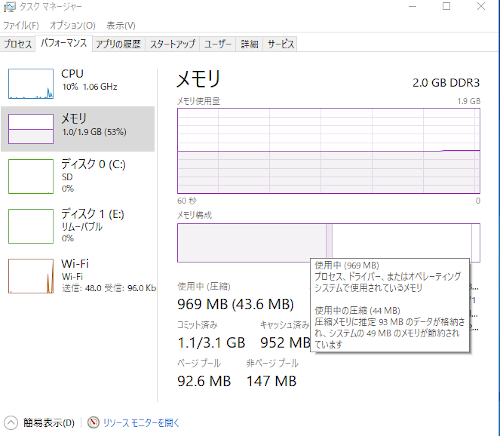 タスク マネージャー
ファイル(F) オプション(O) 表示(V)
プロセス パフォーマンス アプリの履歴 スタートアップ ユーザー 詳細 サービス
CPU
10% 1.06 GHz
メモリ
1.0/1.9 GB (53%)
ディスク 0 (C:)
SD
0%
ディスク 1 (E:)
リムーバブル
0%
Wi-Fi
Wi-Fi
送信: 48.0 受信: 96.0 Kb
メモリ
2.0 GB DDR3
メモリ使用量
1.9 GB
60 秒
0
メモリ構成
使用中 (圧縮)
969 MB (43.6 MB)
コミット済み
キャッシュ済み
1.1/3.1 GB
952 MB
ページ プール
非ページ プール
92.6 MB
147 MB
使用中 (969 MB)
プロセス、ドライバー、またはオペレーティング
システムで使用されているメモリ
使用中の圧縮 (44 MB)
圧縮メモリに推定 93 MB のデータが格納さ
れ、システムの 49 MB のメモリが節約され
ています
簡易表示(D)
リソース モニターを開く